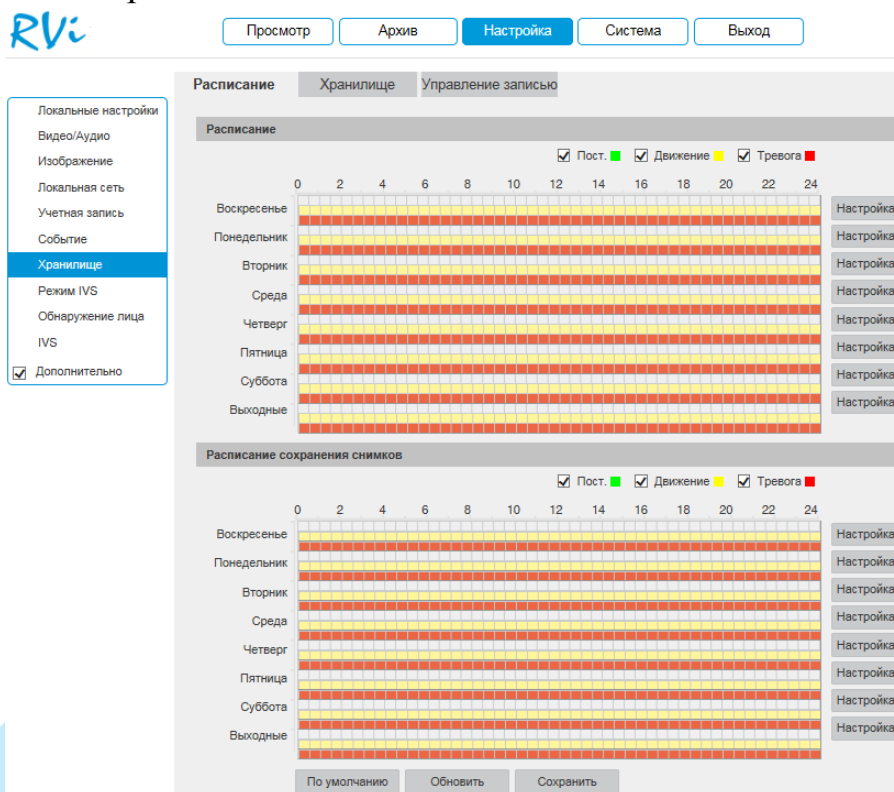 RVi
Просмотр Архив Настройка Система Выход
Расписание Хранилище Управление записью
Локальные настройки
Видео/Аудио
Изображение
Локальная сеть
Учетная запись
Событие
Хранилище
Режим IVS
Обнаружение лица
IVS
Дополнительно
Расписание
Пост. Движение Тревога
0 2 4 6 8 10 12 14 16 18 20 22 24
Воскресенье Настройка
Понедельник Настройка
Вторник Настройка
Среда Настройка
Четверг Настройка
Пятница Настройка
Суббота Настройка
Выходные Настройка
Расписание сохранения снимков
Пост. Движение Тревога
0 2 4 6 8 10 12 14 16 18 20 22 24
Воскресенье Настройка
Понедельник Настройка
Вторник Настройка
Среда Настройка
Четверг Настройка
Пятница Настройка
Суббота Настройка
Выходные Настройка
По умолчанию Обновить Сохранить